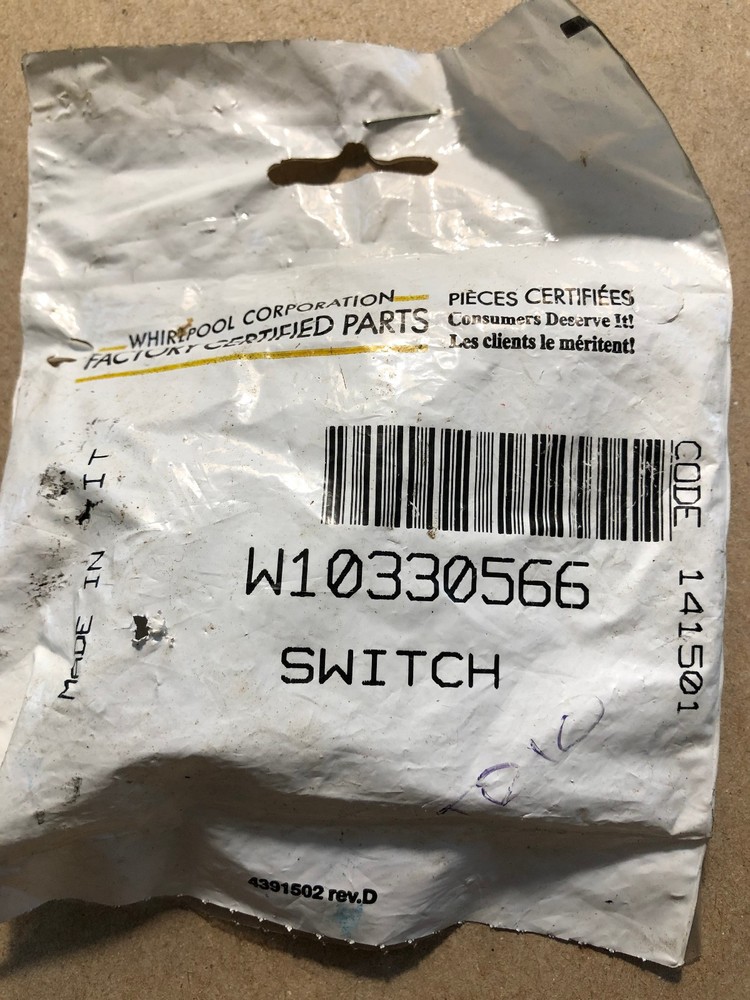 WHIRLPOOL CORPORATION
FACTORY CERTIFIED PARTS
PIÈCES CERTIFIÉES
Consumers Deserve It!
Les clients le méritent!
MADE IN
CODE 141501
W10330566
SWITCH
4391502 rev.D